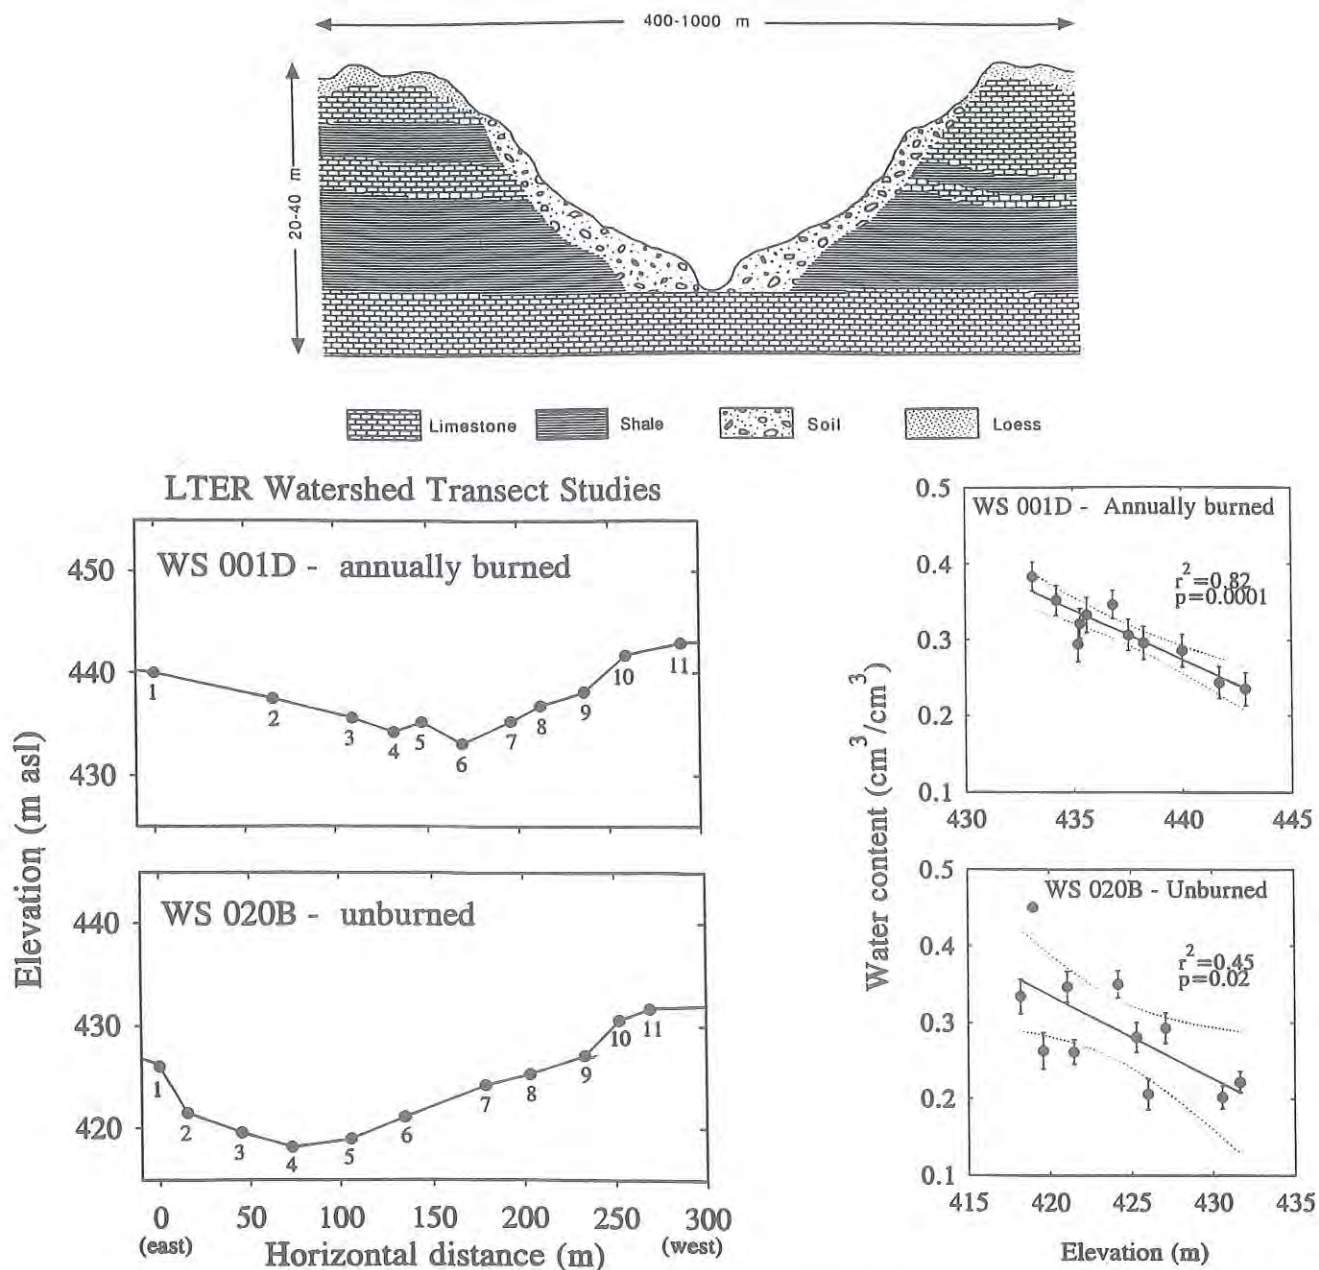 400-1000 m
20-40 m
Limestone
Shale
Soil
Loess
LTER Watershed Transect Studies
WS 001D - annually burned
450
440
430
1
2
3
4
5
6
7
8
9
10
11
WS 020B - unburned
440
430
420
1
2
3
4
5
6
7
8
9
10
11
0
50
100
150
200
250
300
(east)
(west)
Horizontal distance (m)
Elevation (m asl)
WS 001D - Annually burned
r²=0.82
p=0.0001
0.5
0.4
0.3
0.2
0.1
430
435
440
445
WS 020B - Unburned
r²=0.45
p=0.02
0.5
0.4
0.3
0.2
0.1
415
420
425
430
435
Water content (cm³/cm³)
Elevation (m)